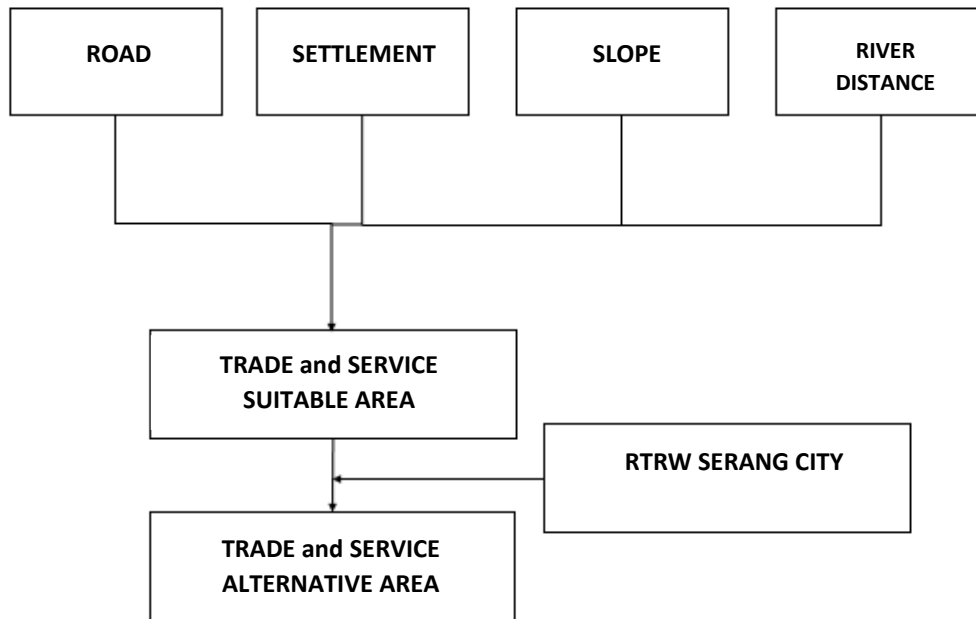 ROAD
SETTLEMENT
SLOPE
RIVER
DISTANCE
TRADE and SERVICE
SUITABLE AREA
RTRW SERANG CITY
TRADE and SERVICE
ALTERNATIVE AREA